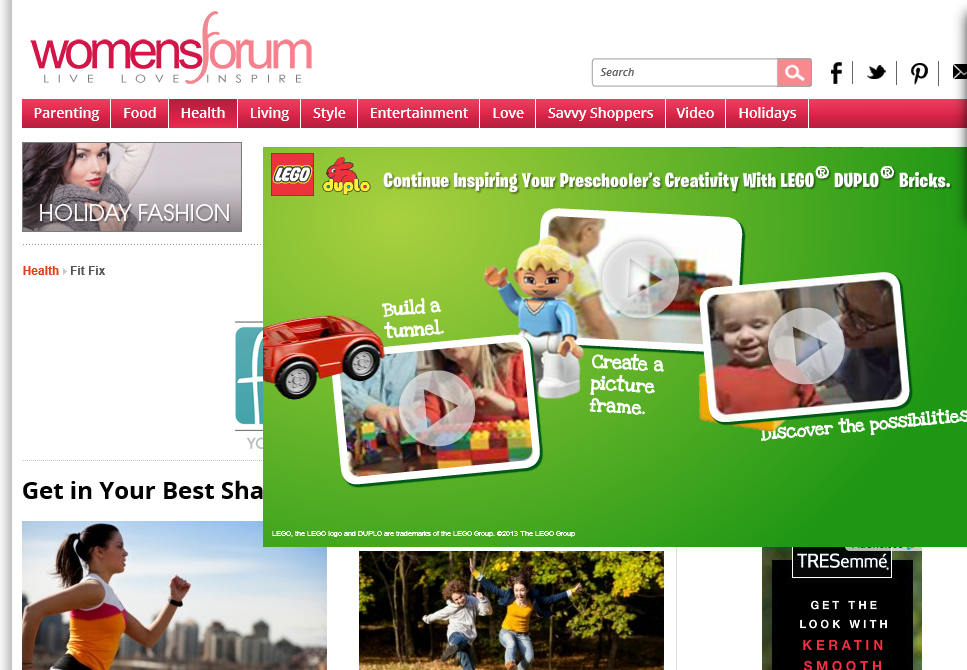 womensforum
LIVE LOVE INSPIRE
Search
Parenting Food Health Living Style Entertainment Love Savvy Shoppers Video Holidays
HOLIDAY FASHION
LEGO duplo Continue Inspiring Your Preschooler's Creativity With LEGO® DUPLO® Bricks.
Health Fit Fix
Build a
tunnel.
Create a
picture
frame.
Discover the possibilities
f
YO
Get in Your Best Sha
LEGO, the LEGO logo and DUPLO are trademarks of the LEGO Group. ©2013 The LEGO Group
TRESemmé
GET THE
LOOK WITH
KERATIN
SMOOTH